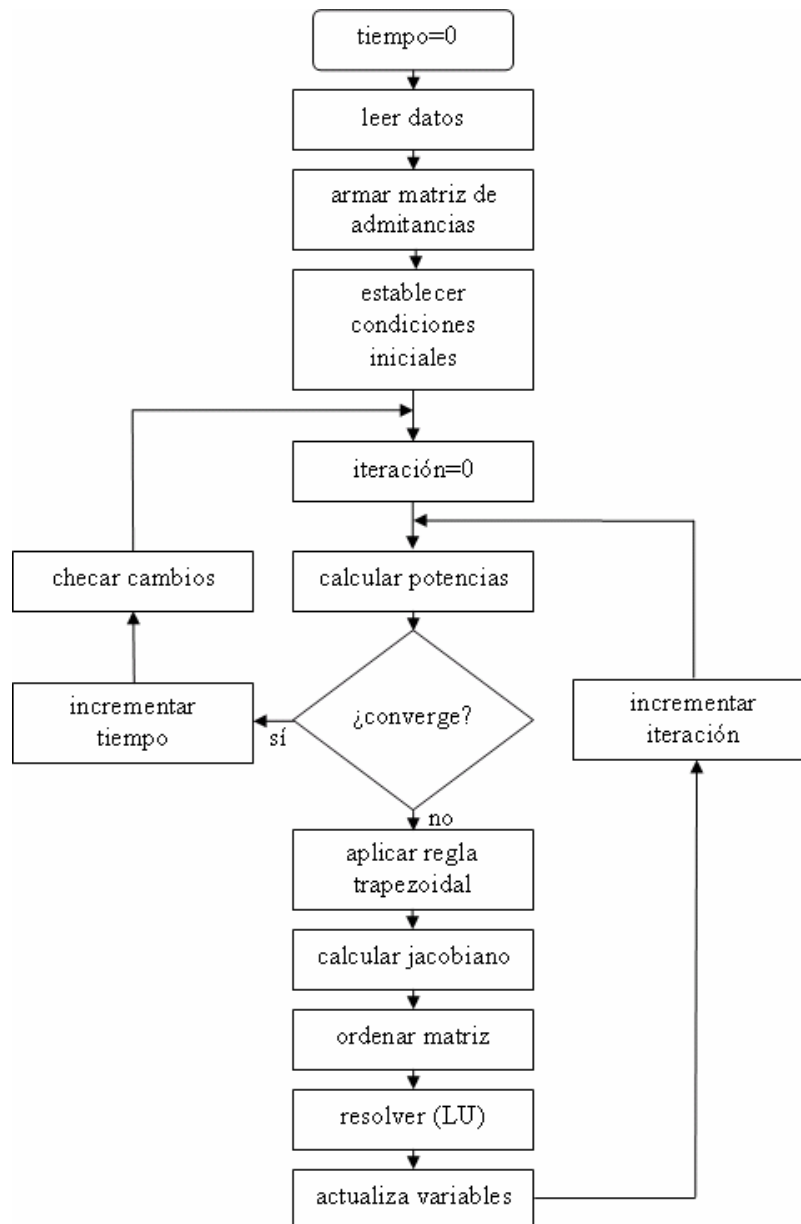 tiempo=0
leer datos
armar matriz de
admitancias
establecer
condiciones
iniciales
iteración=0
checar cambios
calcular potencias
incrementar
tiempo
sí
¿converge?
incrementar
iteración
no
aplicar regla
trapezoidal
calcular jacobiano
ordenar matriz
resolver (LU)
actualiza variables